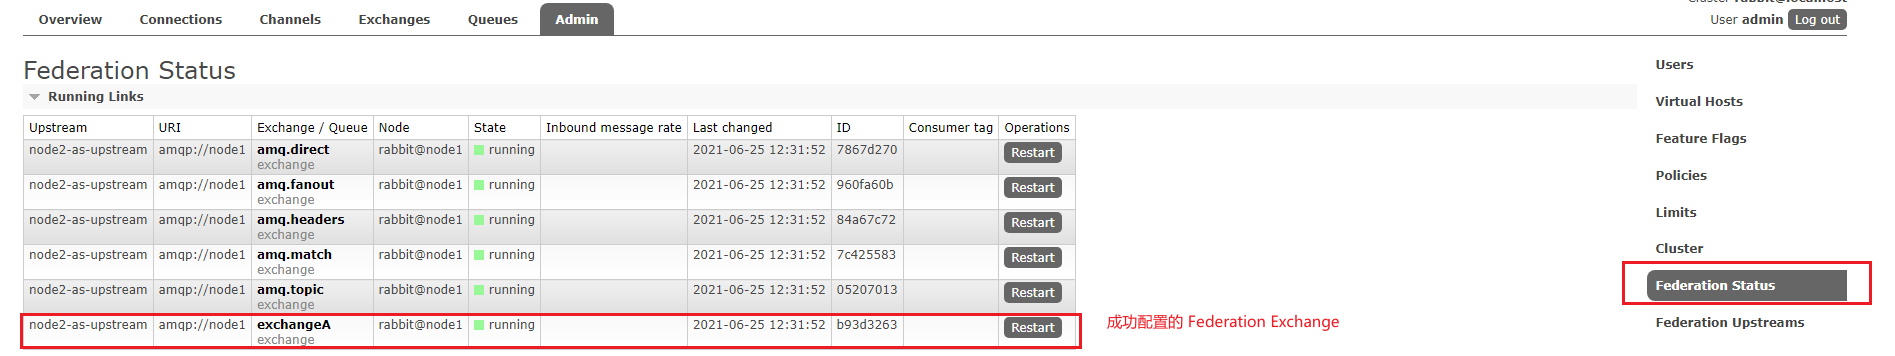 Cluster rabbit@localhost
Overview Connections Channels Exchanges Queues Admin
User admin Log out
Federation Status
Running Links
Upstream URI Exchange / Queue Node State Inbound message rate Last changed ID Consumer tag Operations
node2-as-upstream amqp://node1 amq.direct rabbit@node1 running 2021-06-25 12:31:52 7867d270 Restart
exchange
node2-as-upstream amqp://node1 amq.fanout rabbit@node1 running 2021-06-25 12:31:52 960fa60b Restart
exchange
node2-as-upstream amqp://node1 amq.headers rabbit@node1 running 2021-06-25 12:31:52 84a67c72 Restart
exchange
node2-as-upstream amqp://node1 amq.match rabbit@node1 running 2021-06-25 12:31:52 7c425583 Restart
exchange
node2-as-upstream amqp://node1 amq.topic rabbit@node1 running 2021-06-25 12:31:52 05207013 Restart
exchange
node2-as-upstream amqp://node1 exchangeA rabbit@node1 running 2021-06-25 12:31:52 b93d3263 Restart
exchange
成功配置的 Federation Exchange
Users
Virtual Hosts
Feature Flags
Policies
Limits
Cluster
Federation Status
Federation Upstreams